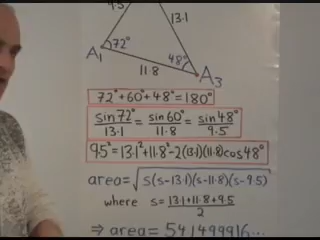 9.5
13.1
A₁ 72°
48°
A₃
11.8
72°+60°+48°=180°
sin72°/13.1 = sin60°/11.8 = sin48°/9.5
9.5²=13.1²+11.8²-2(13.1)(11.8)cos48°
area=√s(s-13.1)(s-11.8)(s-9.5)
where s= 13.1+11.8+9.5/2
⇒ area= 54.1499916...